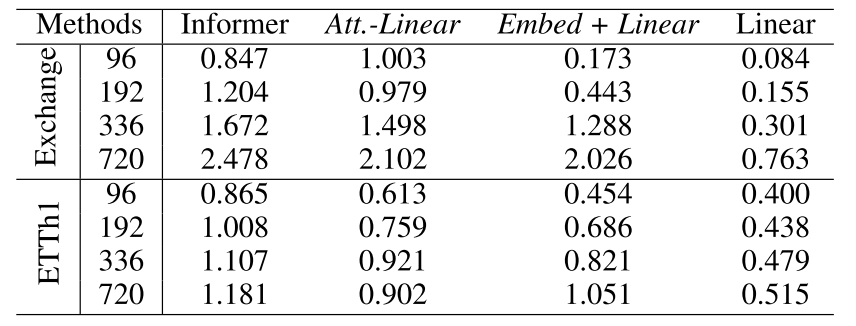 Methods Informer Att.-Linear Embed + Linear Linear
Exchange
96 0.847 1.003 0.173 0.084
192 1.204 0.979 0.443 0.155
336 1.672 1.498 1.288 0.301
720 2.478 2.102 2.026 0.763
ETTh1
96 0.865 0.613 0.454 0.400
192 1.008 0.759 0.686 0.438
336 1.107 0.921 0.821 0.479
720 1.181 0.902 1.051 0.515